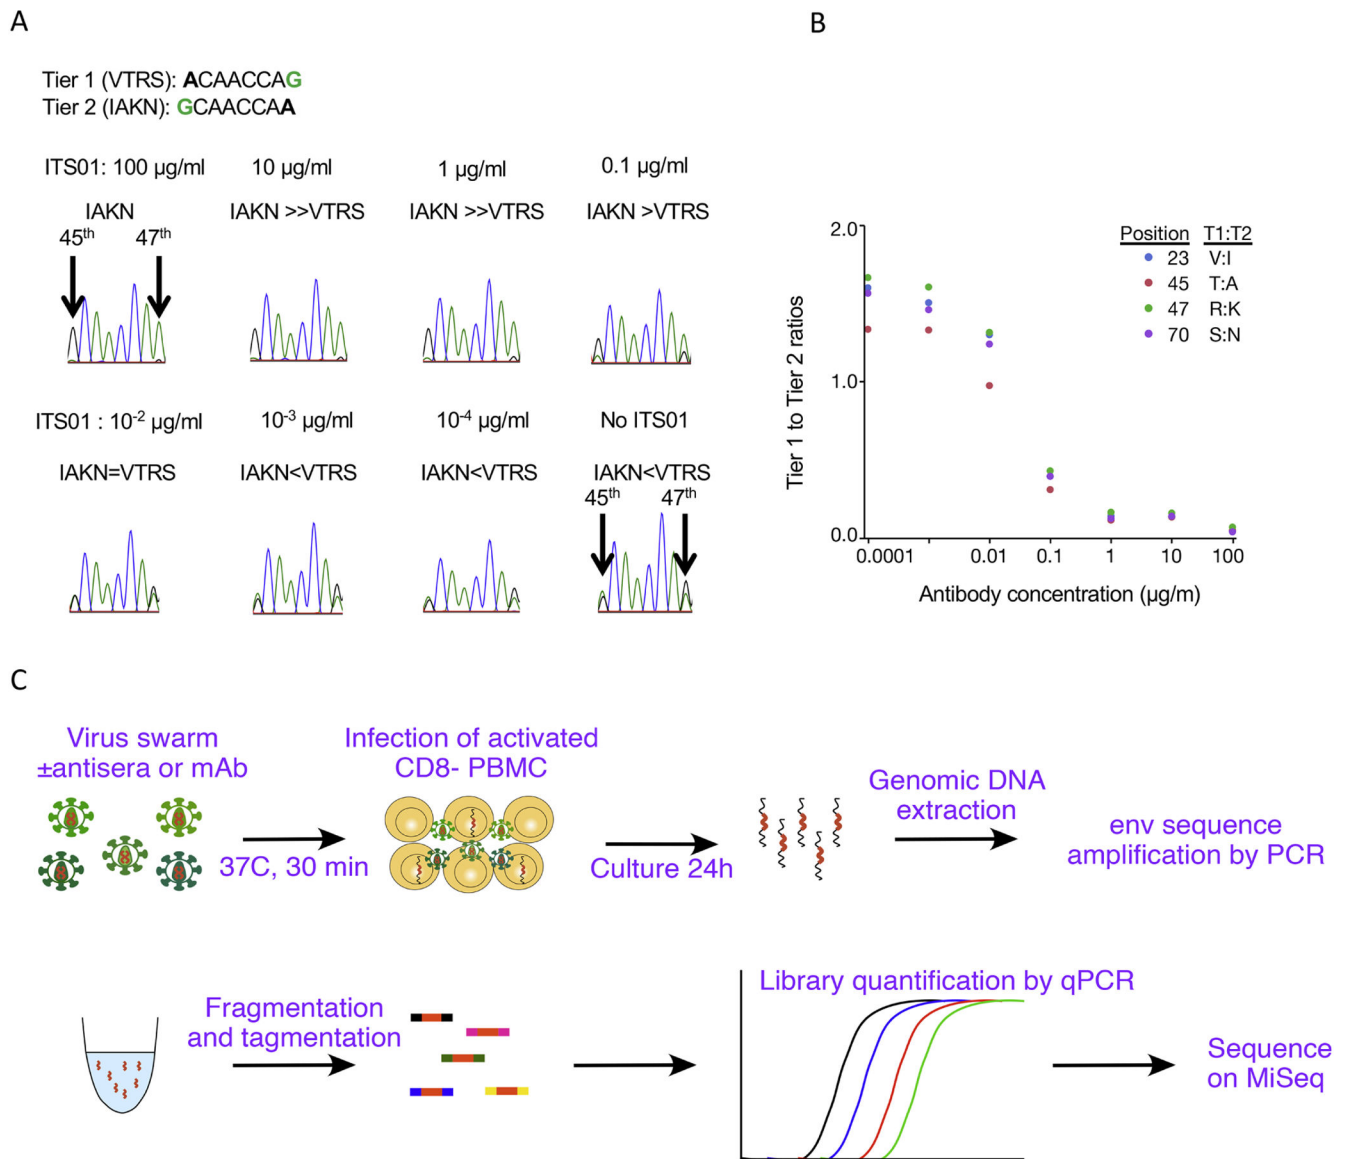 A
Tier 1 (VTRS): ACAACCAG
Tier 2 (IAKN): GCAACCAA
ITS01: 100 µg/ml 10 µg/ml 1 µg/ml 0.1 µg/ml
IAKN IAKN >>VTRS IAKN >>VTRS IAKN >VTRS
45th 47th
ITS01 : 10-2 µg/ml 10-3 µg/ml 10-4 µg/ml No ITS01
IAKN=VTRS IAKN<VTRS IAKN<VTRS IAKN<VTRS
45th 47th
B
Tier 1 to Tier 2 ratios
2.0
1.0
0.0
Position T1:T2
23 V:I
45 T:A
47 R:K
70 S:N
0.0001 0.01 0.1 1 10 100
Antibody concentration (µg/m)
C
Virus swarm
±antisera or mAb
37C, 30 min
Infection of activated
CD8- PBMC
Culture 24h
Genomic DNA
extraction
env sequence
amplification by PCR
Fragmentation
and tagmentation
Library quantification by qPCR
Sequence
on MiSeq